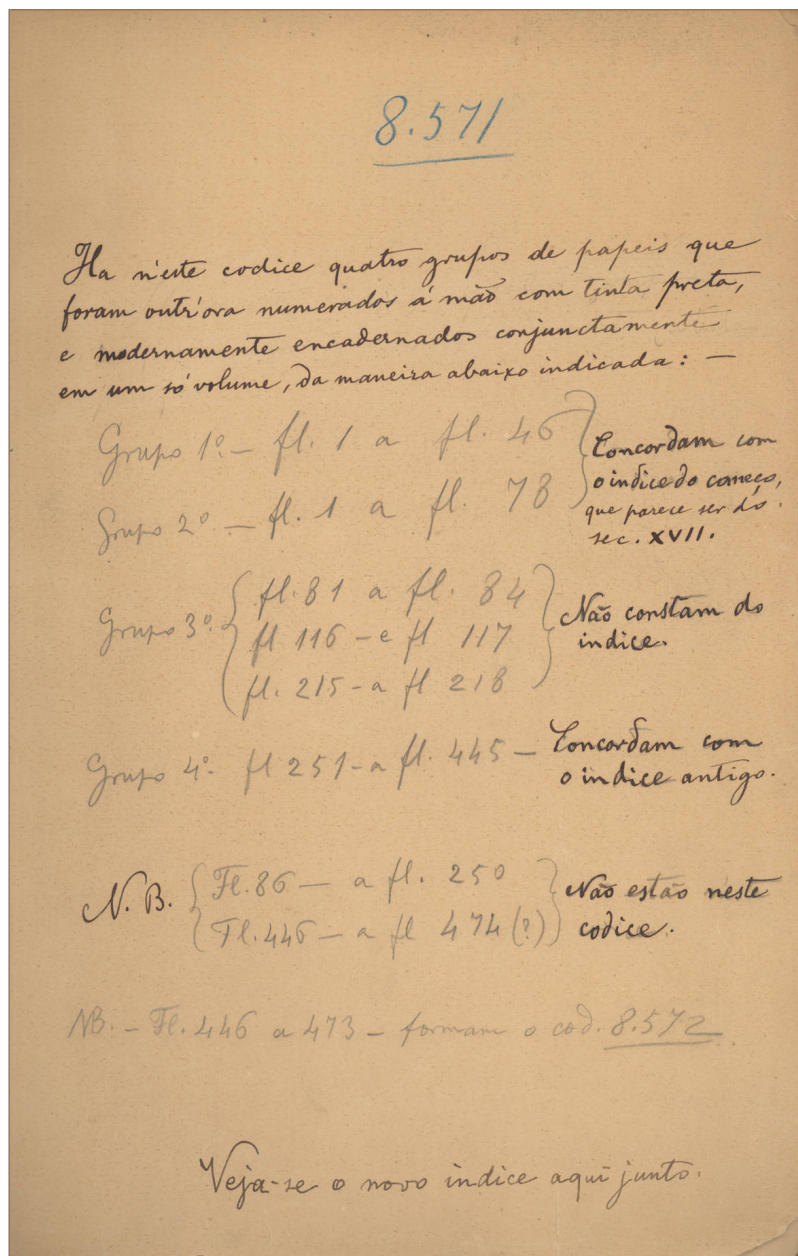 8.571
Ha n'este codice quatro grupos de papeis que
foram outr'ora numerados á mão com tinta preta,
e modernamente encadernados conjunctamente
em um só volume, da maneira abaixo indicada: —
Grupo 1º — fl. 1 a fl. 46 } Concordam com
o indice do começo,
Grupo 2º — fl. 1 a fl. 78 que parece ser do
sec. XVII.
Grupo 3º { fl. 81 a fl. 84 } Não constam do
fl 116 — e fl 117 indice.
fl. 215 — a fl 218
Grupo 4º - fl 251 - a fl. 445 — Concordam com
o indice antigo.
N. B. { Fl. 86 — a fl. 250 } Não estão neste
Fl. 446 — a fl 474 (?) codice.
NB. — Fl. 446 a 473 — formam o cod. 8.572.
Veja-se o novo indice aqui junto.